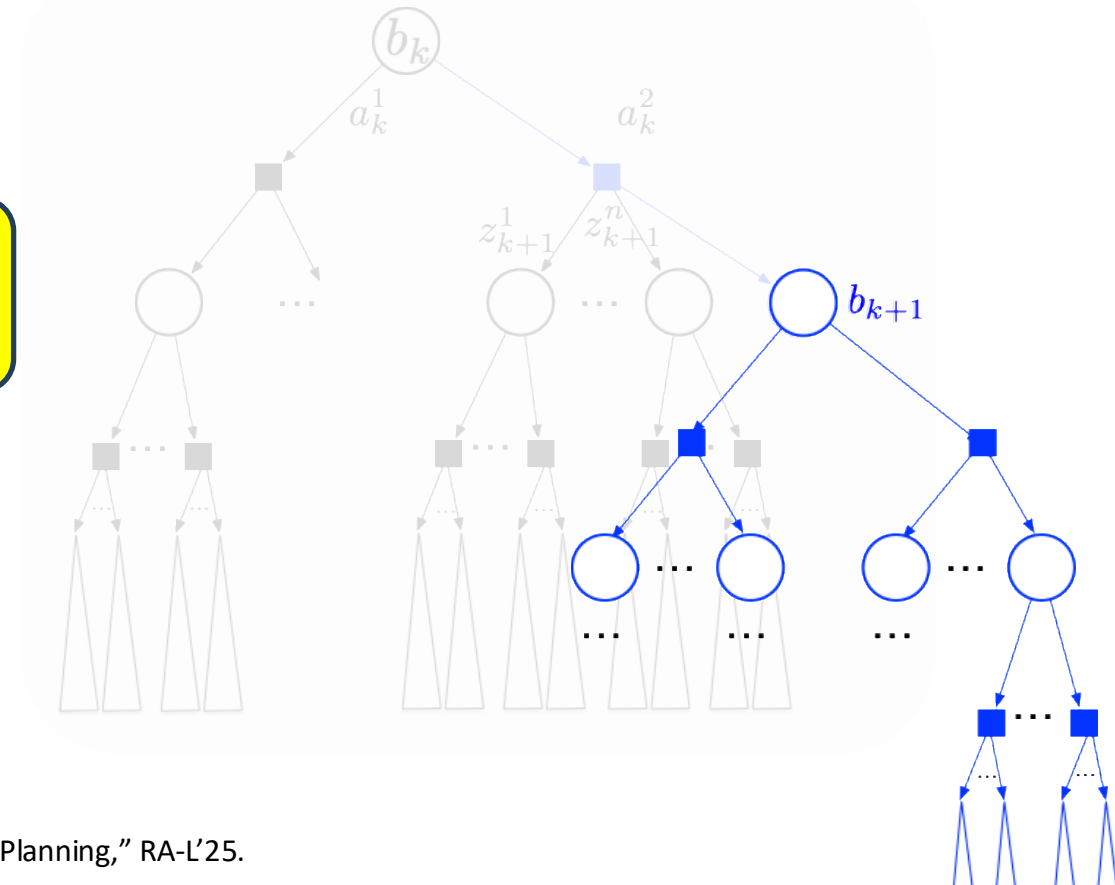 b_k
a_k^1 a_k^2
z_{k+1}^1 z_{k+1}^n
b_{k+1}
Planning,” RA-L’25.